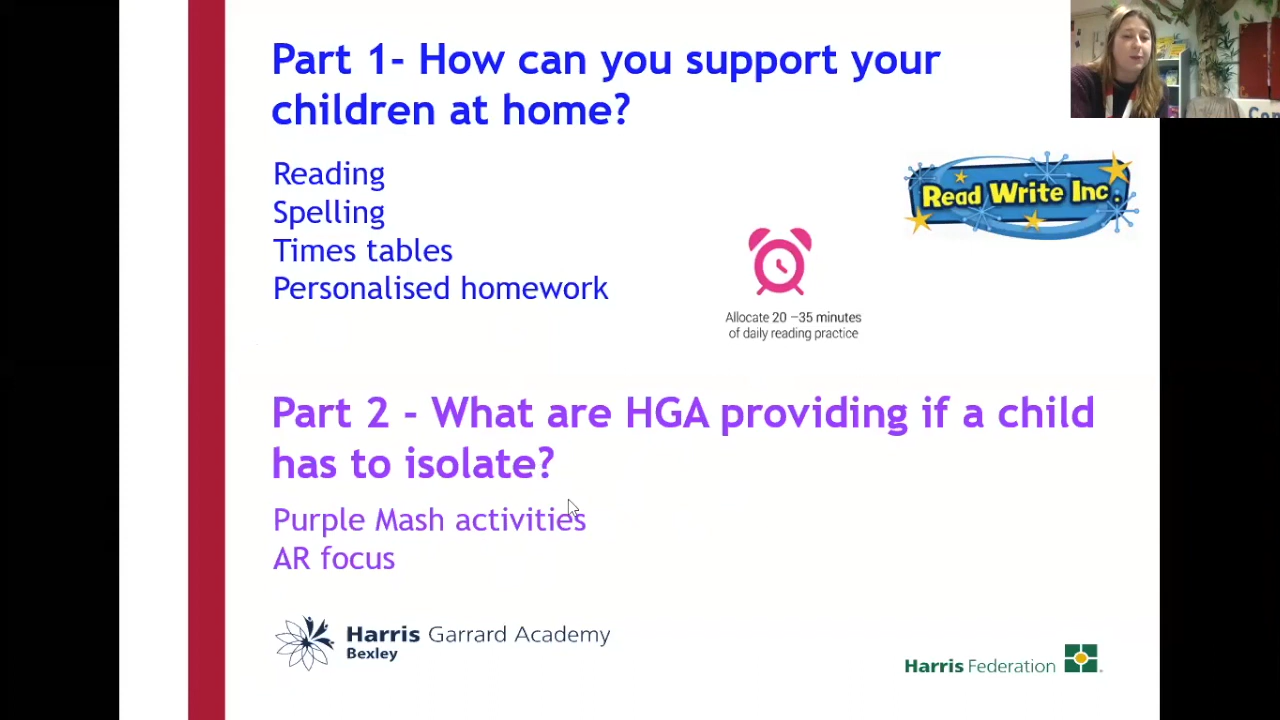 Part 1- How can you support your
children at home?
Reading
Spelling
Times tables
Personalised homework
Read Write Inc.
Allocate 20 –35 minutes
of daily reading practice
Part 2 - What are HGA providing if a child
has to isolate?
Purple Mash activities
AR focus
Harris Garrard Academy
Bexley
Harris Federation